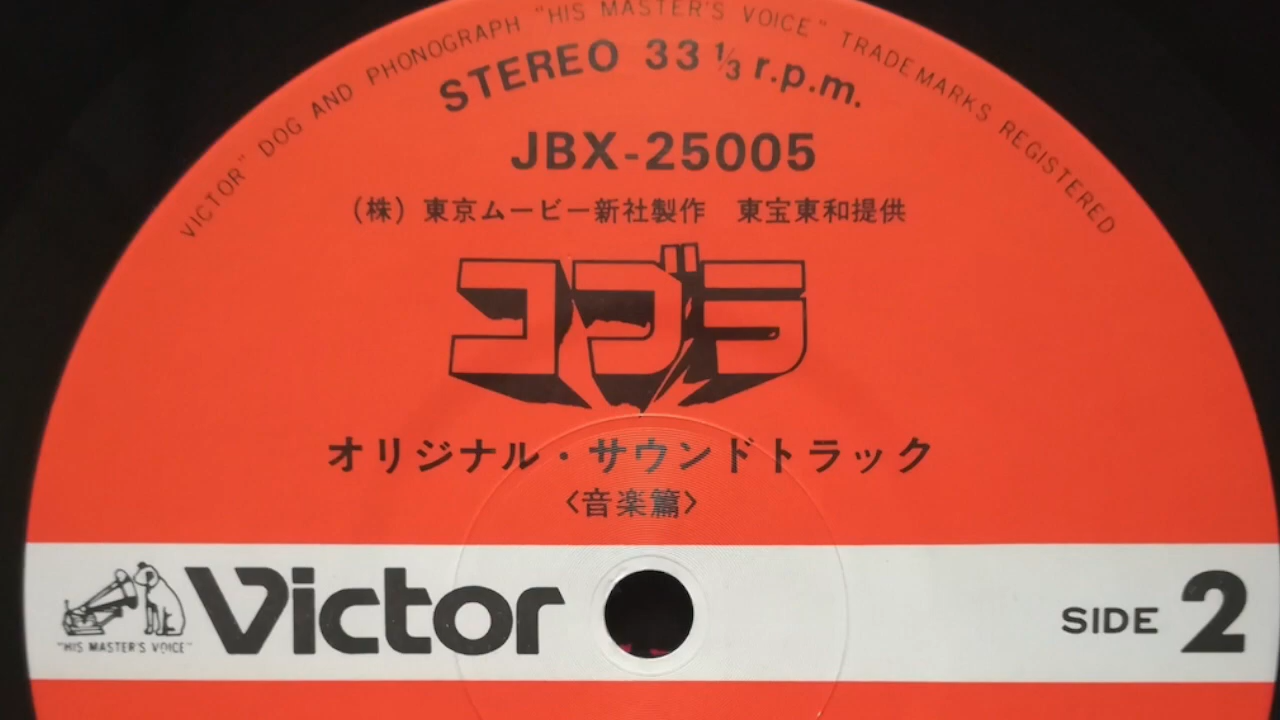 VICTOR" DOG AND PHONOGRAPH "HIS MASTER'S VOICE" TRADEMARKS REGISTERED
STEREO 33 1/3 r.p.m.
JBX-25005
(株)東京ムービー新社製作 東宝東和提供
コブラ
オリジナル・サウンドトラック
〈音楽篇〉
"HIS MASTER'S VOICE"
Victor
SIDE 2